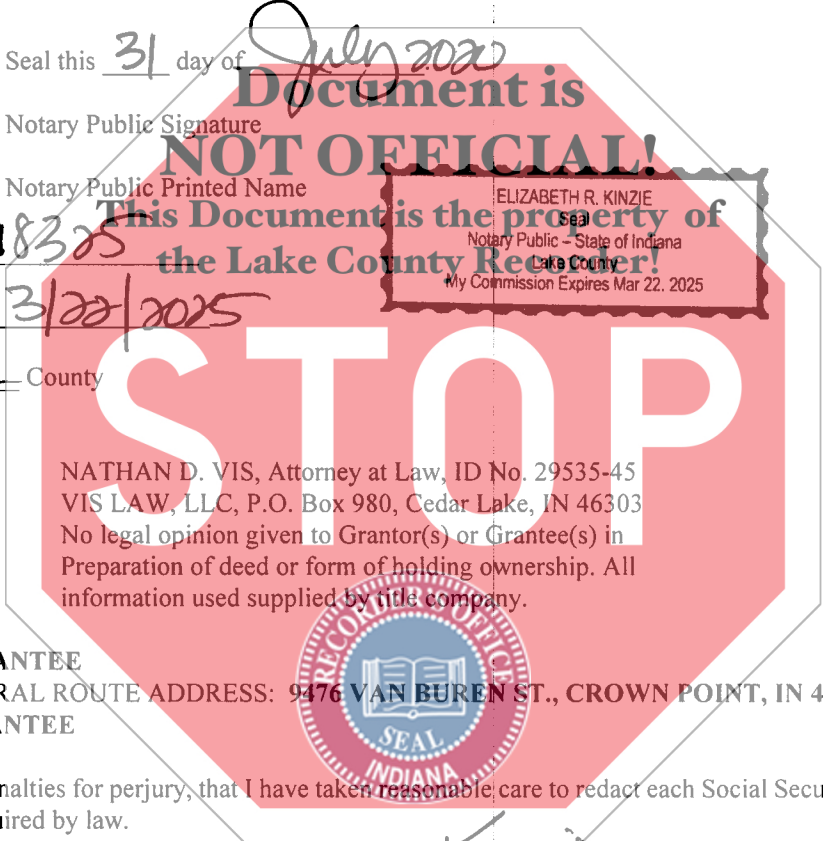 Seal this 31 day of July 2020
Document is
Notary Public Signature
NOT OFFICIAL!
Notary Public Printed Name
ELIZABETH R. KINZIE
This Document is the property of
Seal
8325
Notary Public – State of Indiana
the Lake County Recorder!
Lake County
My Commission Expires Mar 22. 2025
3/22/2025
County
STOP
NATHAN D. VIS, Attorney at Law, ID No. 29535-45
VIS LAW, LLC, P.O. Box 980, Cedar Lake, IN 46303
No legal opinion given to Grantor(s) or Grantee(s) in
Preparation of deed or form of holding ownership. All
information used supplied by title company.
RECORDER'S OFFICE
ANTEE
RAL ROUTE ADDRESS: 9476 VAN BUREN ST., CROWN POINT, IN 4
ANTEE
SEAL
INDIANA
nalties for perjury, that I have taken reasonable care to redact each Social Secu
uired by law.